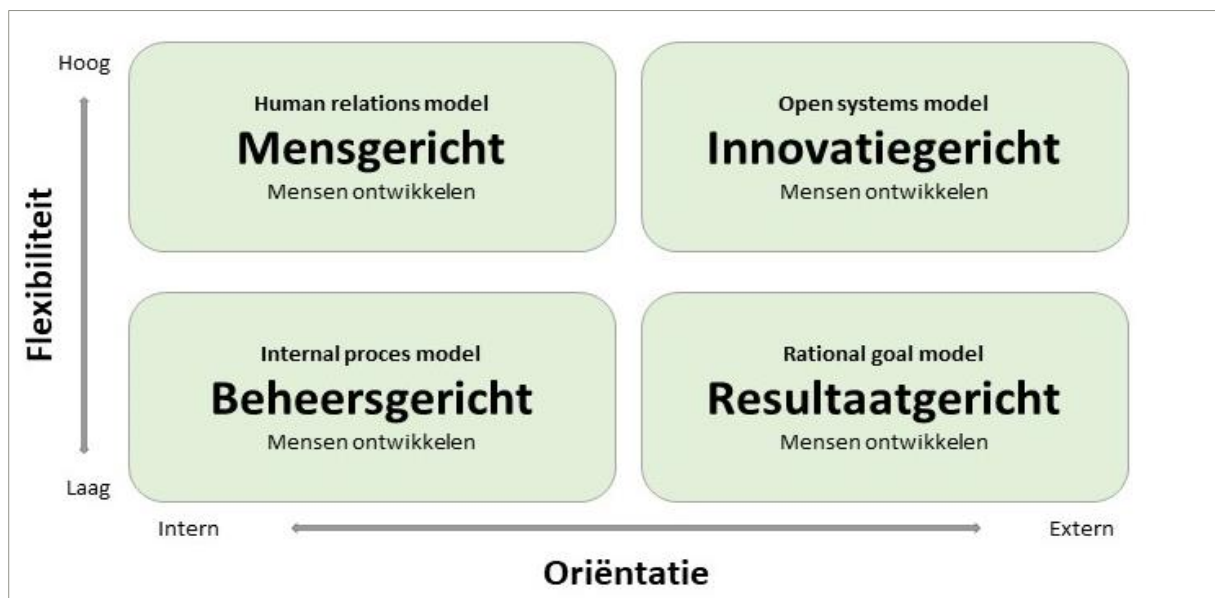 Hoog
Human relations model
Mensgericht
Mensen ontwikkelen
Open systems model
Innovatiegericht
Mensen ontwikkelen
Flexibiliteit
Internal proces model
Beheersgericht
Mensen ontwikkelen
Rational goal model
Resultaatgericht
Mensen ontwikkelen
Laag
Intern
Extern
Oriëntatie